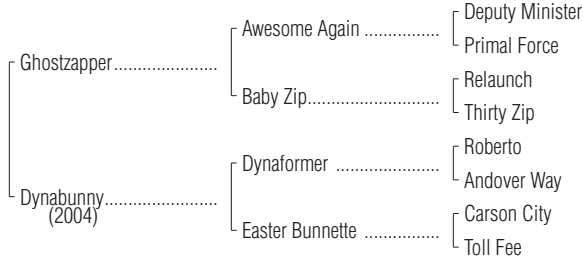 Deputy Minister
Awesome Again ..................
Primal Force
Ghostzapper.........................
Relaunch
Baby Zip................................
Thirty Zip
Roberto
Dynaformer .........................
Andover Way
Dynabunny...........................
(2004)
Carson City
Easter Bunnette ..................
Toll Fee